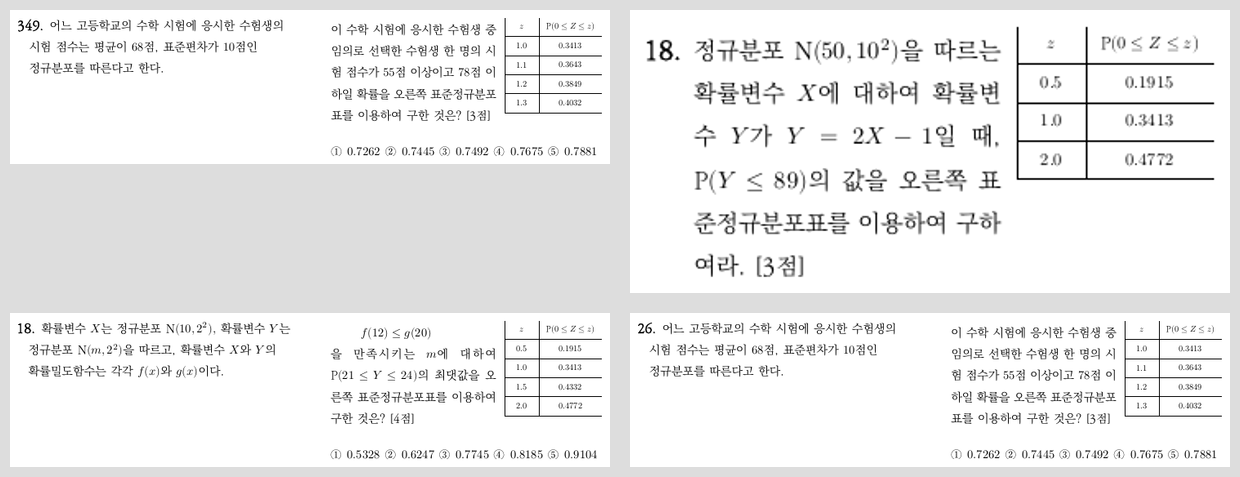 349. 어느 고등학교의 수학 시험에 응시한 수험생의
시험 점수는 평균이 68점, 표준편차가 10점인
정규분포를 따른다고 한다.
이 수학 시험에 응시한 수험생 중
임의로 선택한 수험생 한 명의 시
험 점수가 55점 이상이고 78점 이
하일 확률을 오른쪽 표준정규분포
표를 이용하여 구한 것은? [3점]
z P(0 ≤ Z ≤ z)
1.0 0.3413
1.1 0.3643
1.2 0.3849
1.3 0.4032
① 0.7262 ② 0.7445 ③ 0.7492 ④ 0.7675 ⑤ 0.7881
18. 정규분포 N(50, 10²)을 따르는
확률변수 X에 대하여 확률변
수 Y가 Y = 2X − 1일 때,
P(Y ≤ 89)의 값을 오른쪽 표
준정규분포표를 이용하여 구하
여라. [3점]
z P(0 ≤ Z ≤ z)
0.5 0.1915
1.0 0.3413
2.0 0.4772
18. 확률변수 X는 정규분포 N(10, 2²), 확률변수 Y는
정규분포 N(m, 2²)을 따르고, 확률변수 X와 Y의
확률밀도함수는 각각 f(x)와 g(x)이다.
f(12) ≤ g(20)
을 만족시키는 m에 대하여
P(21 ≤ Y ≤ 24)의 최댓값을 오
른쪽 표준정규분포표를 이용하여
구한 것은? [4점]
z P(0 ≤ Z ≤ z)
0.5 0.1915
1.0 0.3413
1.5 0.4332
2.0 0.4772
① 0.5328 ② 0.6247 ③ 0.7745 ④ 0.8185 ⑤ 0.9104
26. 어느 고등학교의 수학 시험에 응시한 수험생의
시험 점수는 평균이 68점, 표준편차가 10점인
정규분포를 따른다고 한다.
이 수학 시험에 응시한 수험생 중
임의로 선택한 수험생 한 명의 시
험 점수가 55점 이상이고 78점 이
하일 확률을 오른쪽 표준정규분포
표를 이용하여 구한 것은? [3점]
z P(0 ≤ Z ≤ z)
1.0 0.3413
1.1 0.3643
1.2 0.3849
1.3 0.4032
① 0.7262 ② 0.7445 ③ 0.7492 ④ 0.7675 ⑤ 0.7881